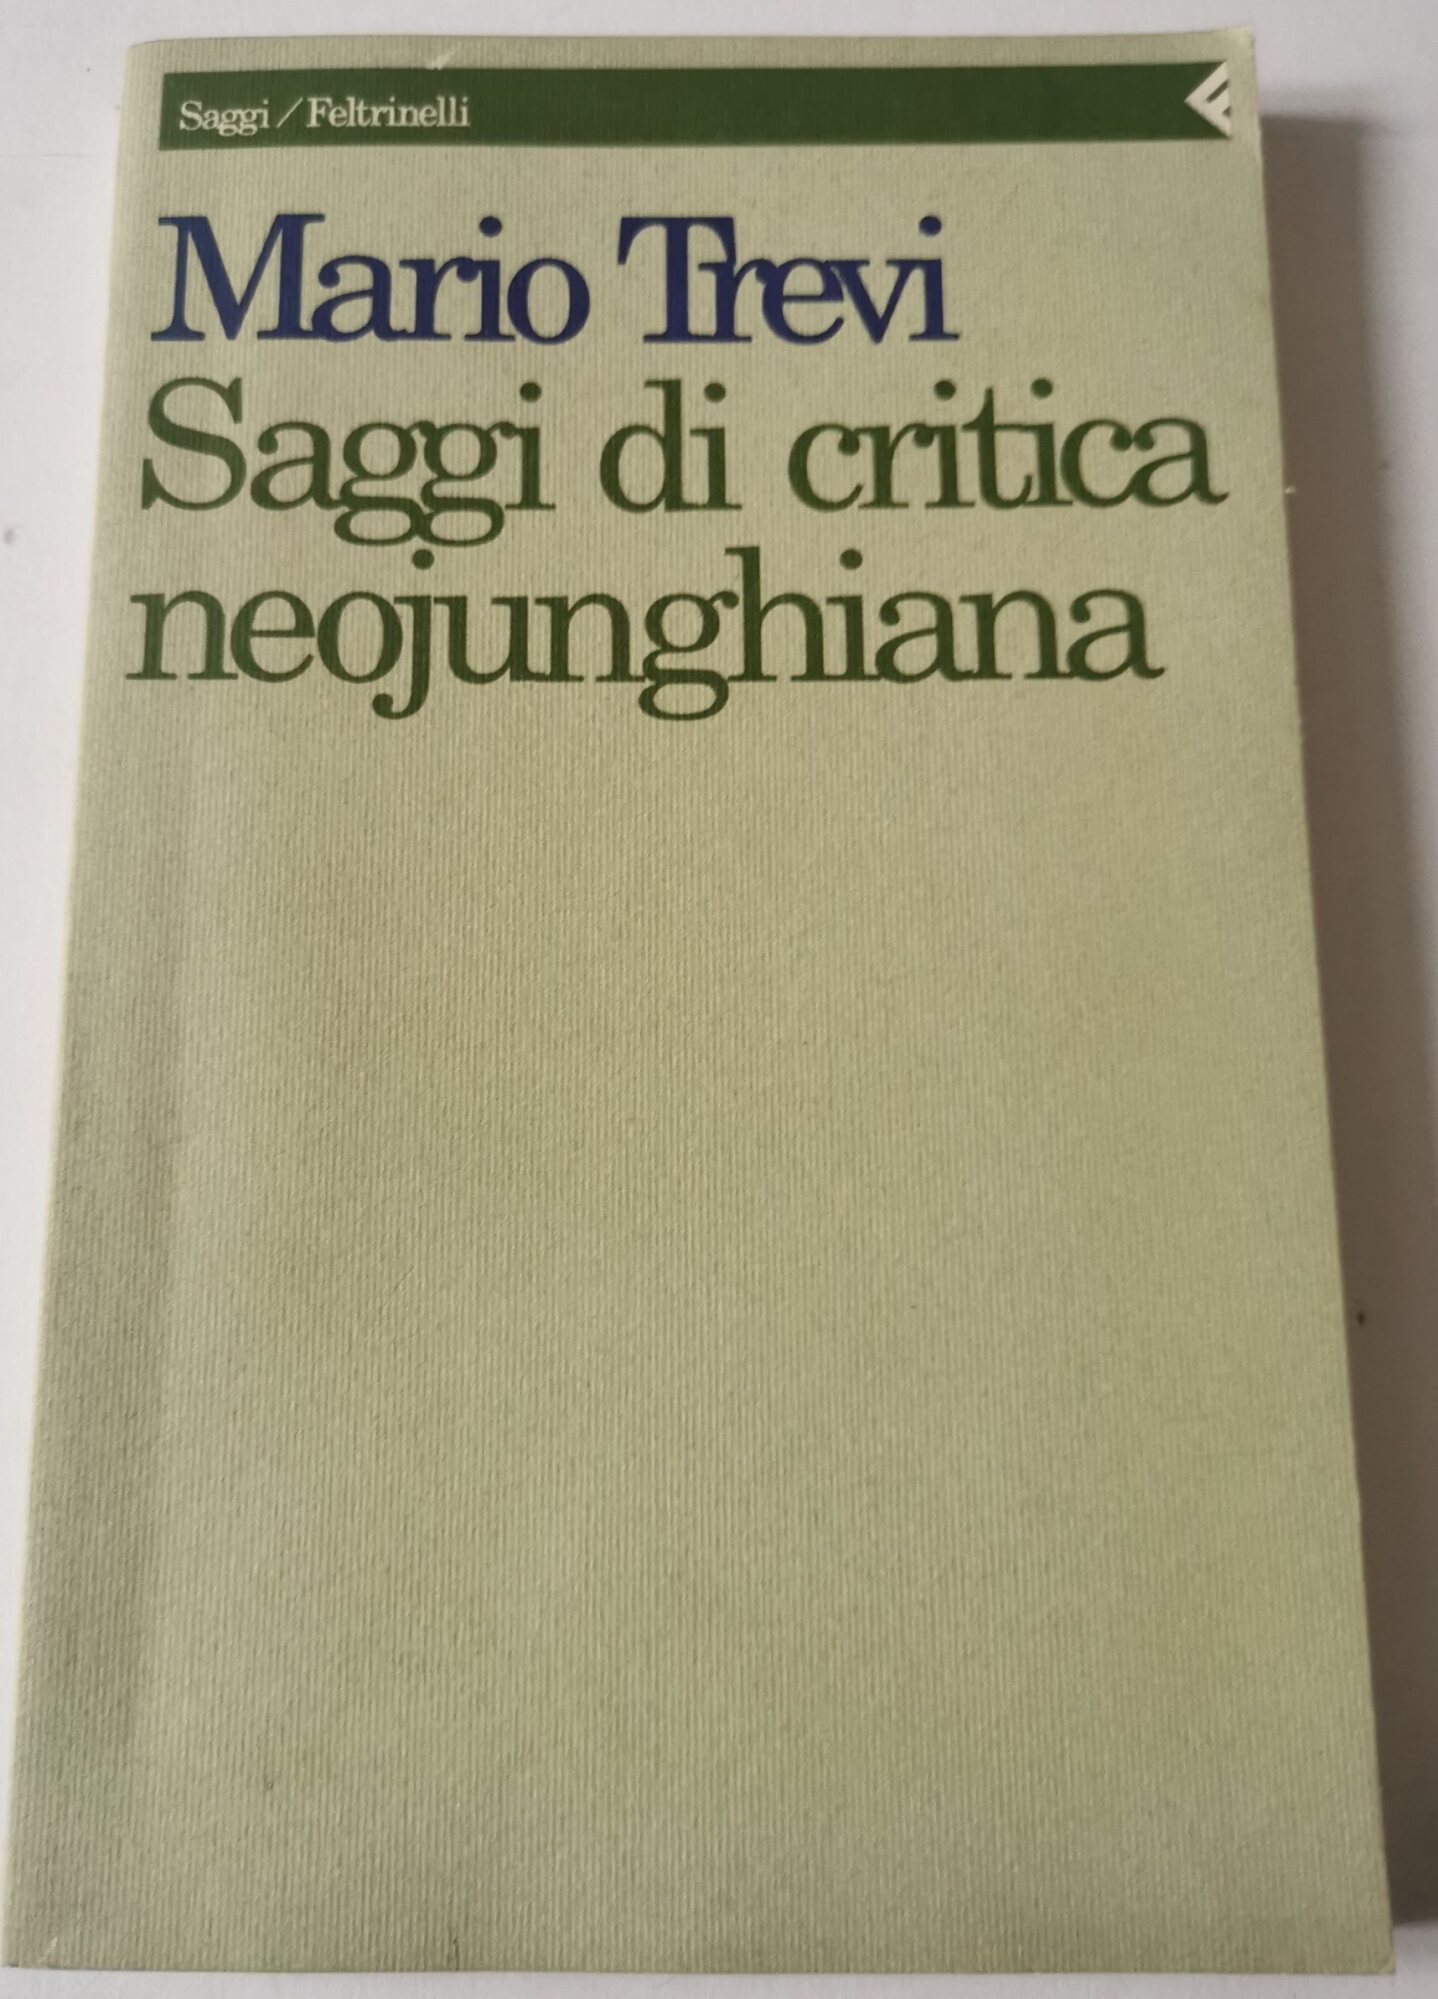 Saggi / Feltrinelli
Mario Trevi
Saggi di critica
neojunghiana